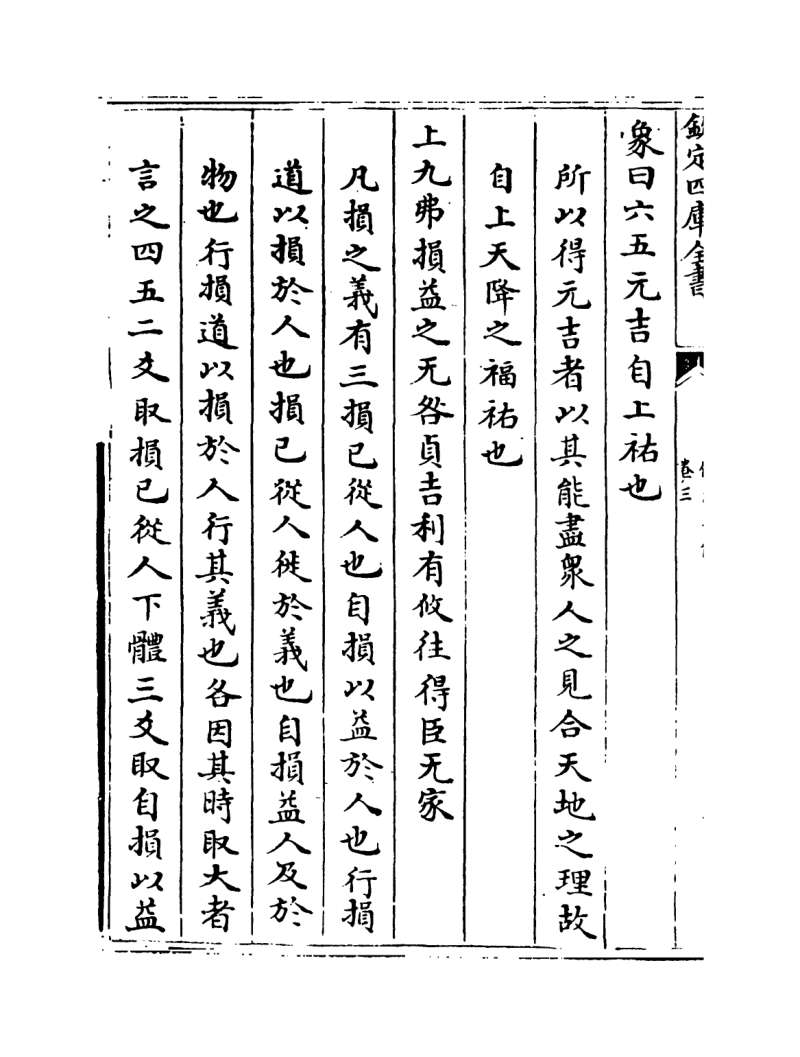 欽定四庫全書
卷三
象曰六五元吉自上祐也
所以得元吉者以其能盡衆人之見合天地之理故
自上天降之福祐也
上九弗損益之无咎貞吉利有攸往得臣无家
凡損之義有三損已從人也自損以益於人也行損
道以損於人也損已從人徙於義也自損益人及於
物也行損道以損於人行其義也各因其時取大者
言之四五二爻取損已從人下體三爻取自損以益